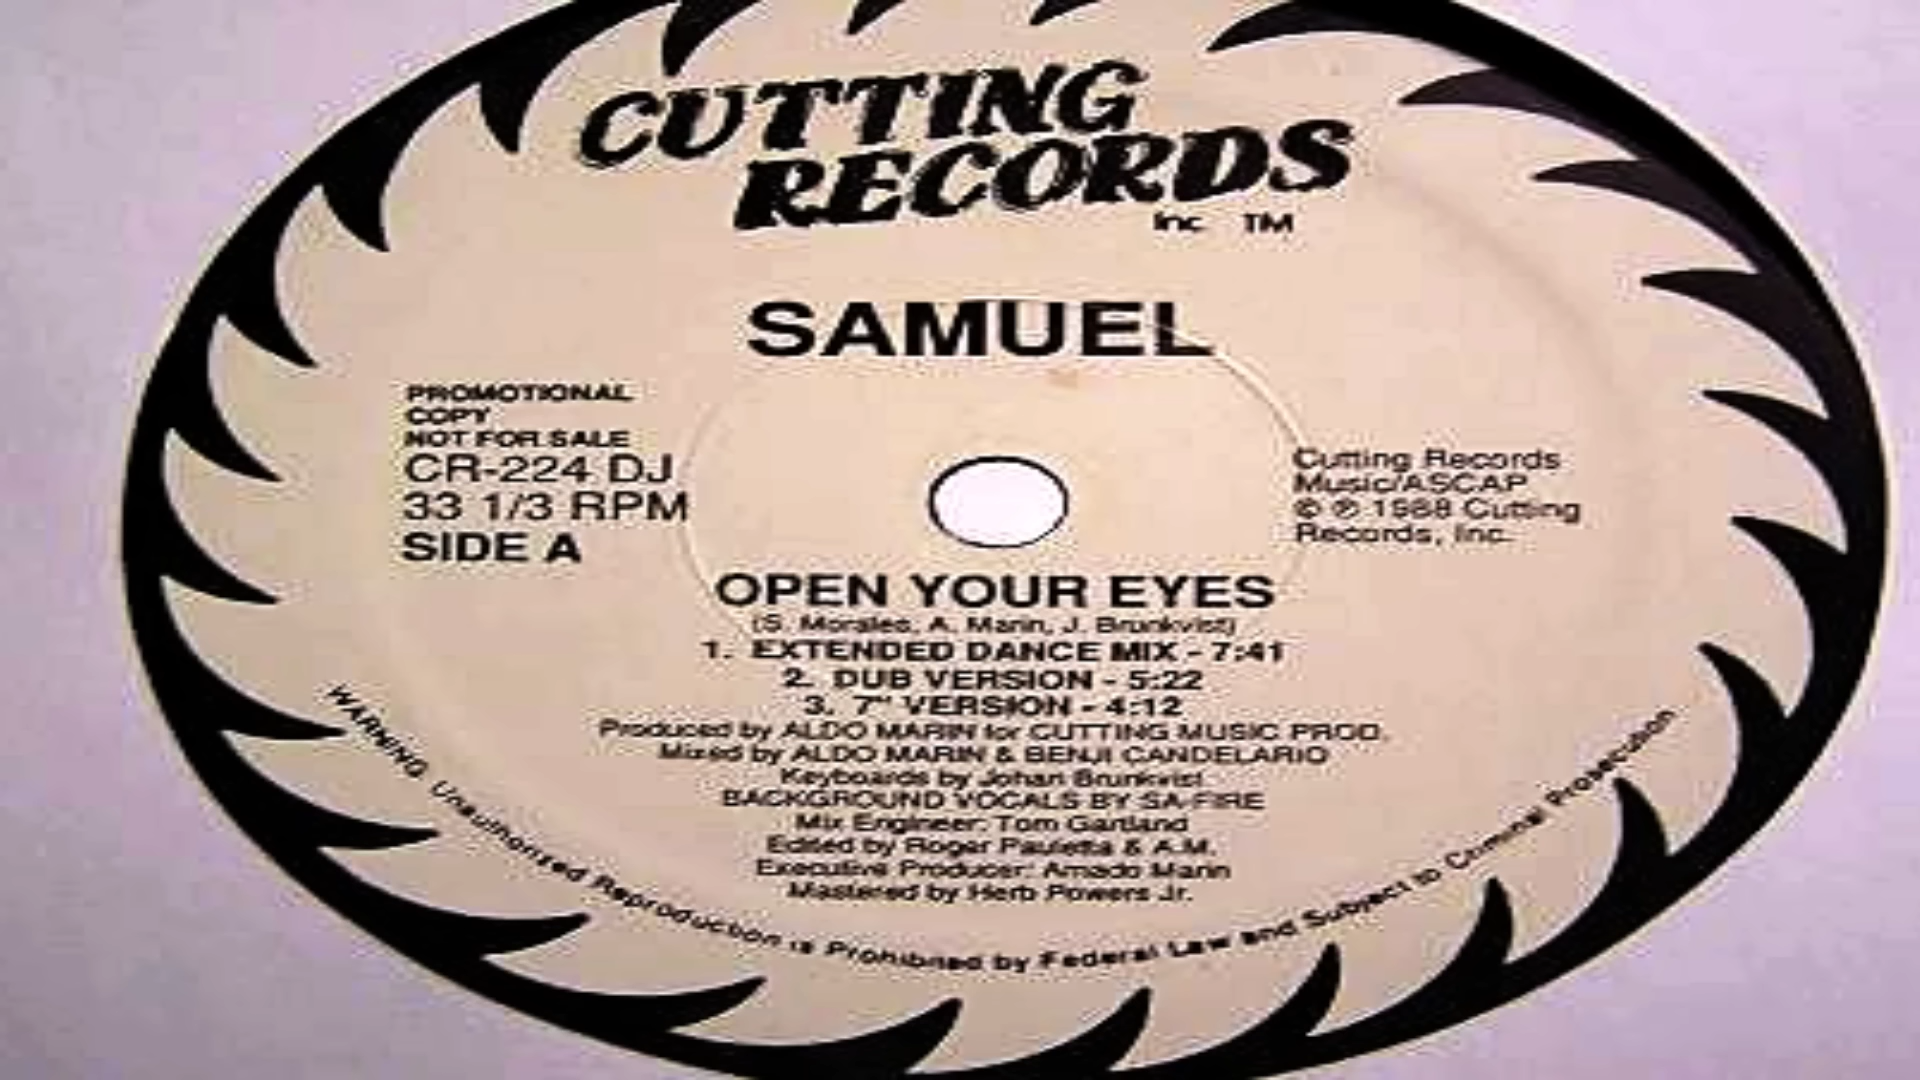 CUTTING
RECORDS
Inc TM
SAMUEL
PROMOTIONAL
COPY
NOT FOR SALE
CR-224 DJ
33 1/3 RPM
SIDE A
Cutting Records
Music/ASCAP
© ℗ 1988 Cutting
Records, Inc.
OPEN YOUR EYES
(S. Morales, A. Marin, J. Brunkvist)
1. EXTENDED DANCE MIX - 7:41
2. DUB VERSION - 5:22
3. 7" VERSION - 4:12
Produced by ALDO MARIN for CUTTING MUSIC PROD.
Mixed by ALDO MARIN & BENJI CANDELARIO
Keyboards by Johan Brunkvist
BACKGROUND VOCALS BY SA-FIRE
Mix Engineer: Tom Gartland
Edited by Roger Pauletta & A.M.
Executive Producer: Amado Marin
Mastered by Herb Powers Jr.
WARNING. Unauthorized Reproduction is Prohibited by Federal Law and Subject to Criminal Prosecution